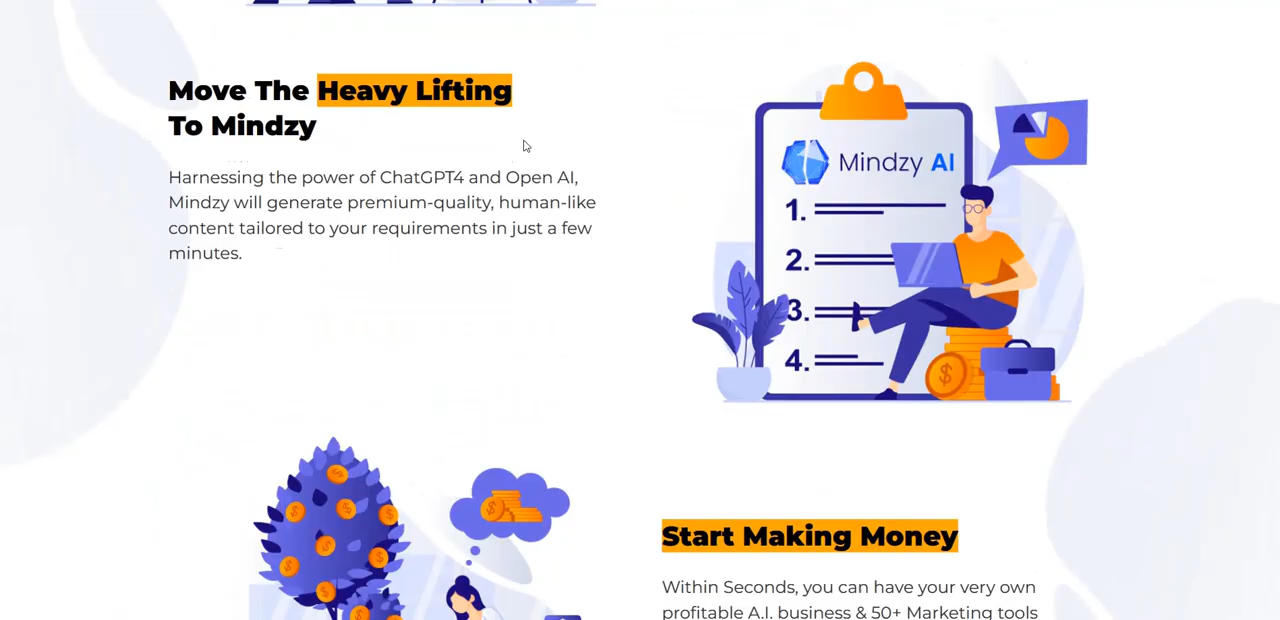 Move The Heavy Lifting
To Mindzy
Harnessing the power of ChatGPT4 and Open AI,
Mindzy will generate premium-quality, human-like
content tailored to your requirements in just a few
minutes.
Mindzy AI
1.
2.
3.
4.
$
Start Making Money
Within Seconds, you can have your very own
profitable A.I. business & 50+ Marketing tools